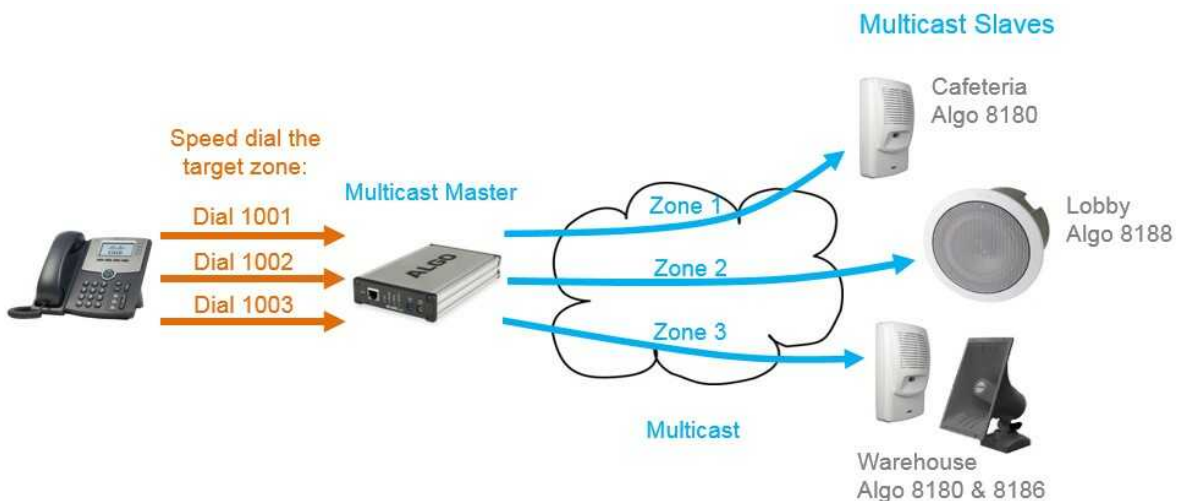 Multicast Slaves
Cafeteria
Algo 8180
Speed dial the
target zone:
Multicast Master
Dial 1001
Dial 1002
Dial 1003
ALGO
Zone 1
Zone 2
Zone 3
Lobby
Algo 8188
Multicast
Warehouse
Algo 8180 & 8186